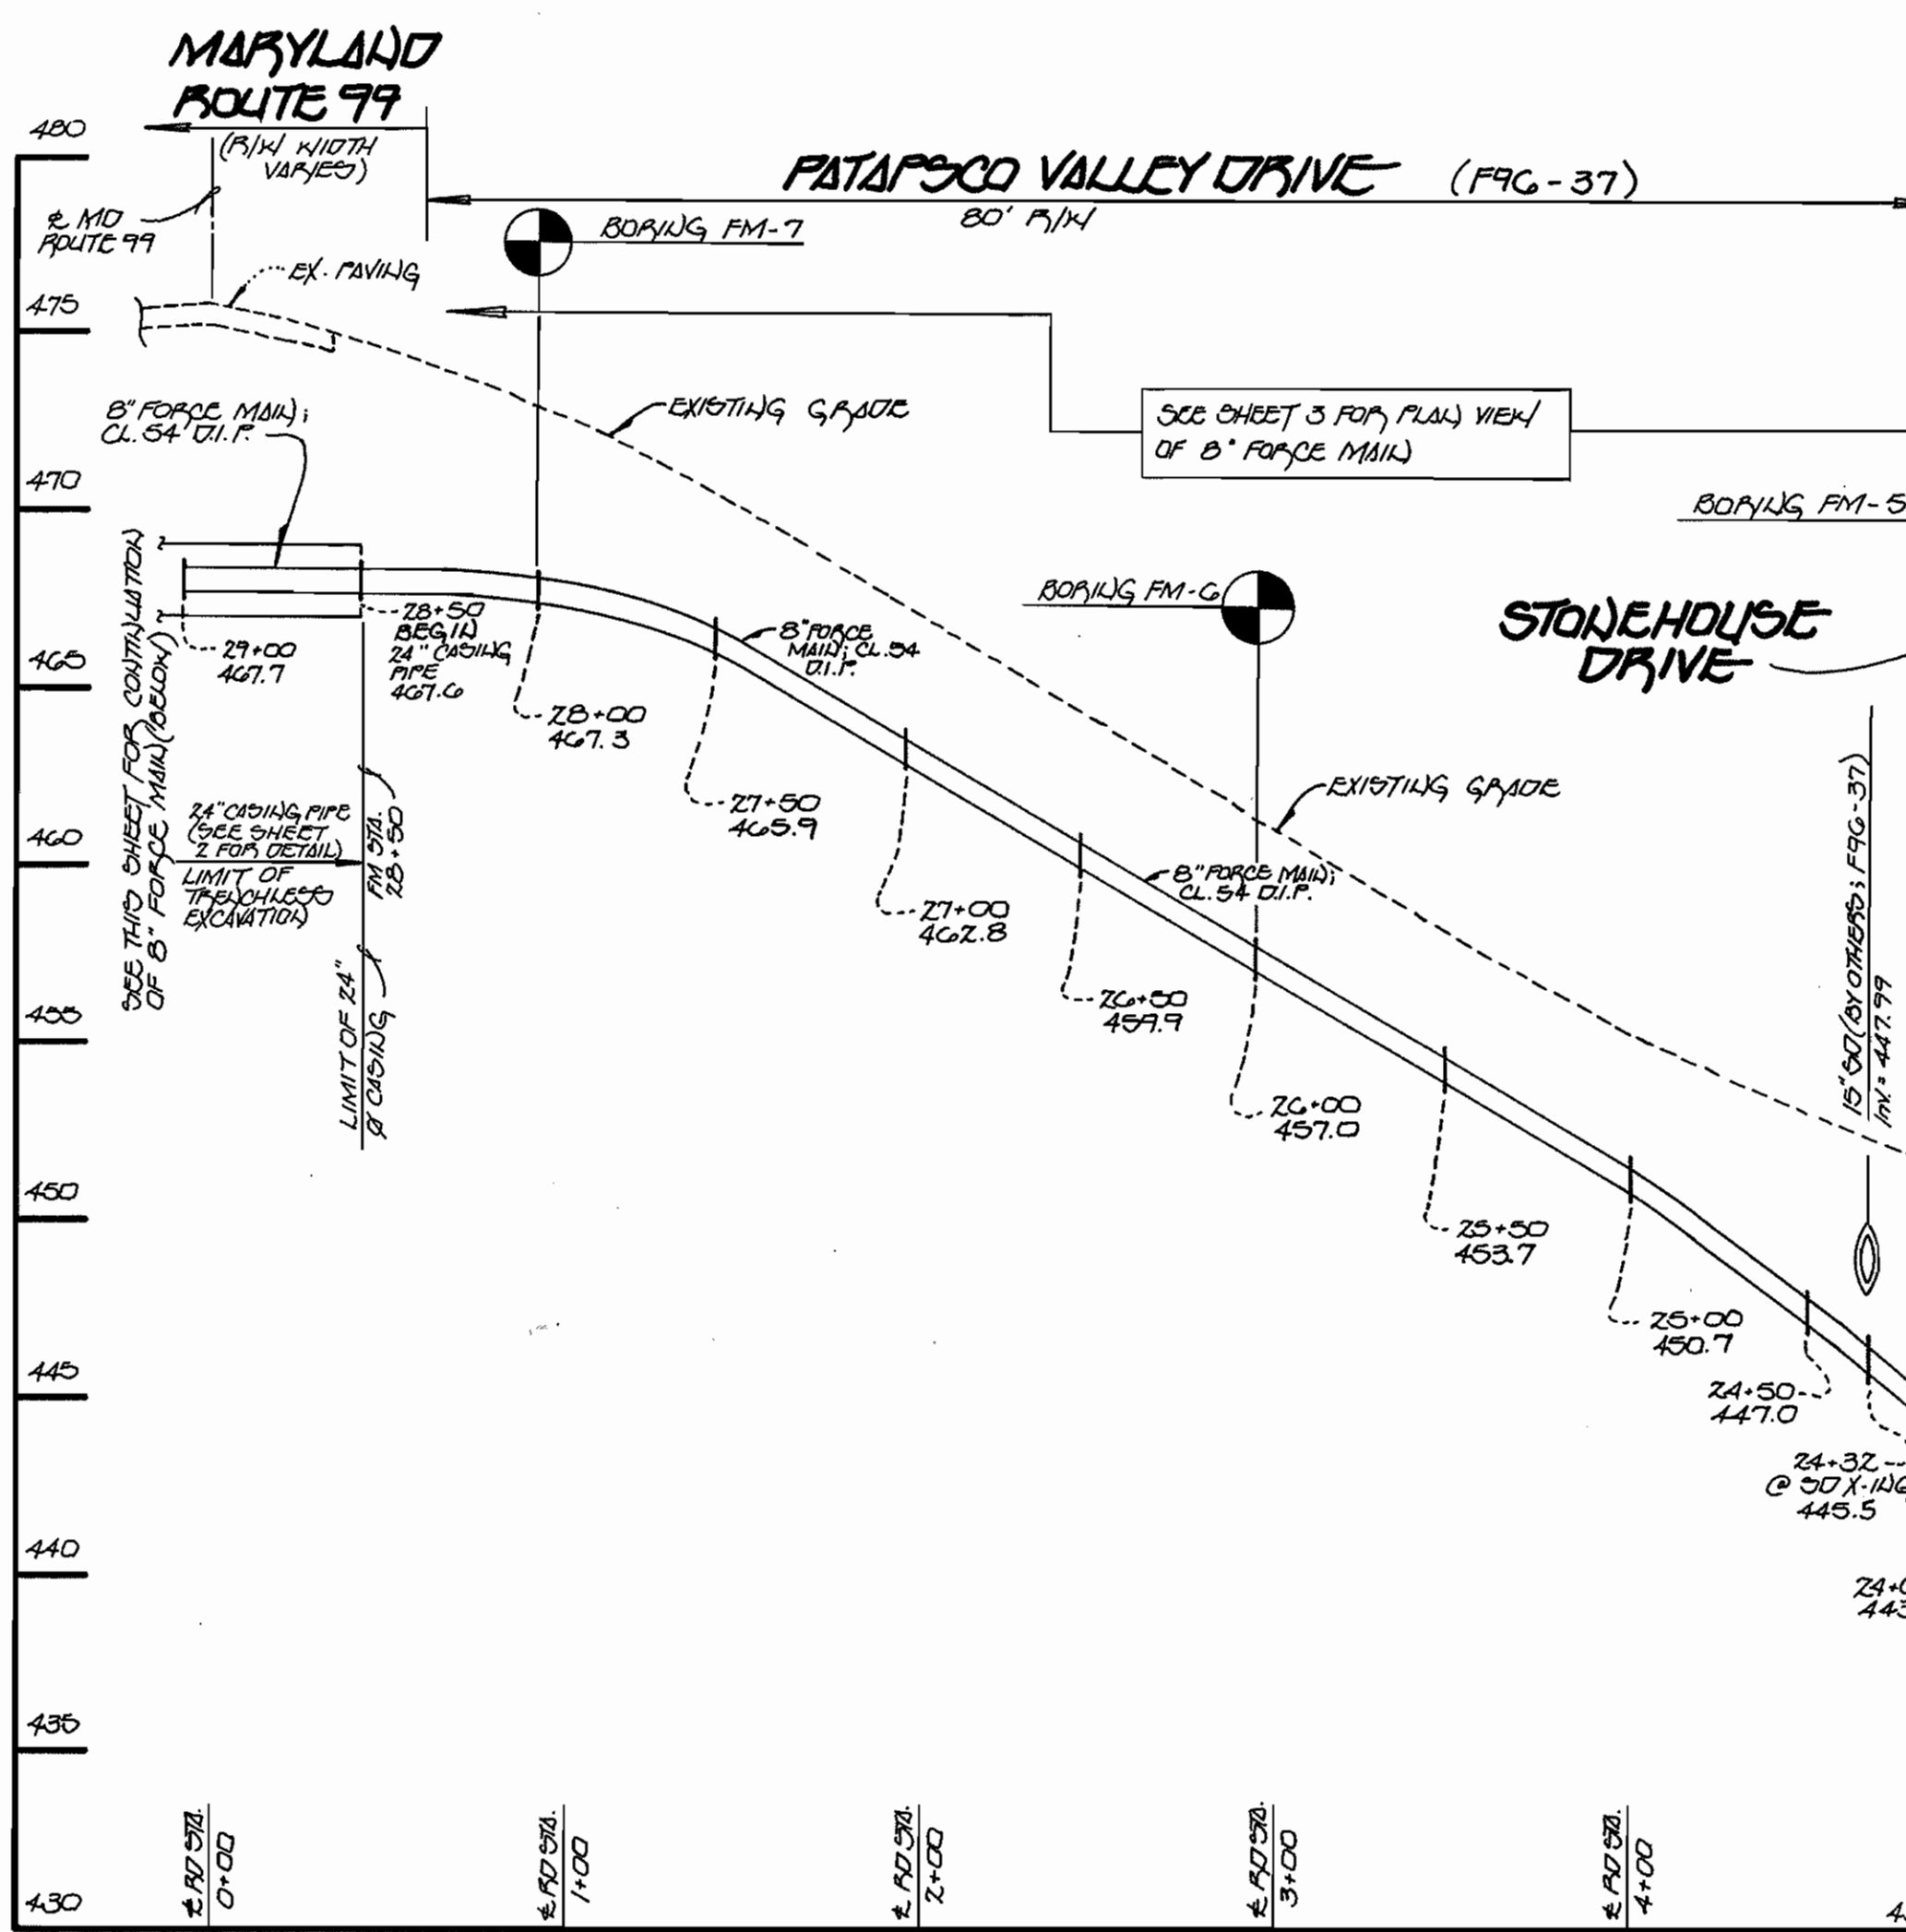 MARYLAND
ROUTE 99
(R/W WIDTH
VARIES)
℄ MD
ROUTE 99
PATAPSCO VALLEY DRIVE (F96-37)
80' R/W
BORING FM-7
EX. PAVING
EXISTING GRADE
8" FORCE MAIN;
CL. 54 D.I.P.
SEE SHEET 3 FOR PLAN VIEW
OF 8" FORCE MAIN
BORING FM-5
BORING FM-6
STONEHOUSE
DRIVE
SEE THIS SHEET FOR CONTINUATION
OF 8" FORCE MAIN (BELOW)
29+00
467.7
28+50
BEGIN
24" CASING
PIPE
467.6
8" FORCE
MAIN; CL. 54
D.I.P.
28+00
467.3
27+50
465.9
24" CASING PIPE
(SEE SHEET
2 FOR DETAIL)
LIMIT OF
TRENCHLESS
EXCAVATION
FM STA.
28+50
LIMIT OF 24"
Ø CASING
EXISTING GRADE
8" FORCE MAIN;
CL. 54 D.I.P.
27+00
462.8
26+50
459.9
26+00
457.0
25+50
453.7
25+00
450.7
24+50
447.0
24+32
@ SD X-ING
445.5
24+0
443
15" SD (BY OTHERS; F96-37)
INV.= 447.99
480
475
470
465
460
455
450
445
440
435
430
℄ RD STA.
0+00
℄ RD STA.
1+00
℄ RD STA.
2+00
℄ RD STA.
3+00
℄ RD STA.
4+00